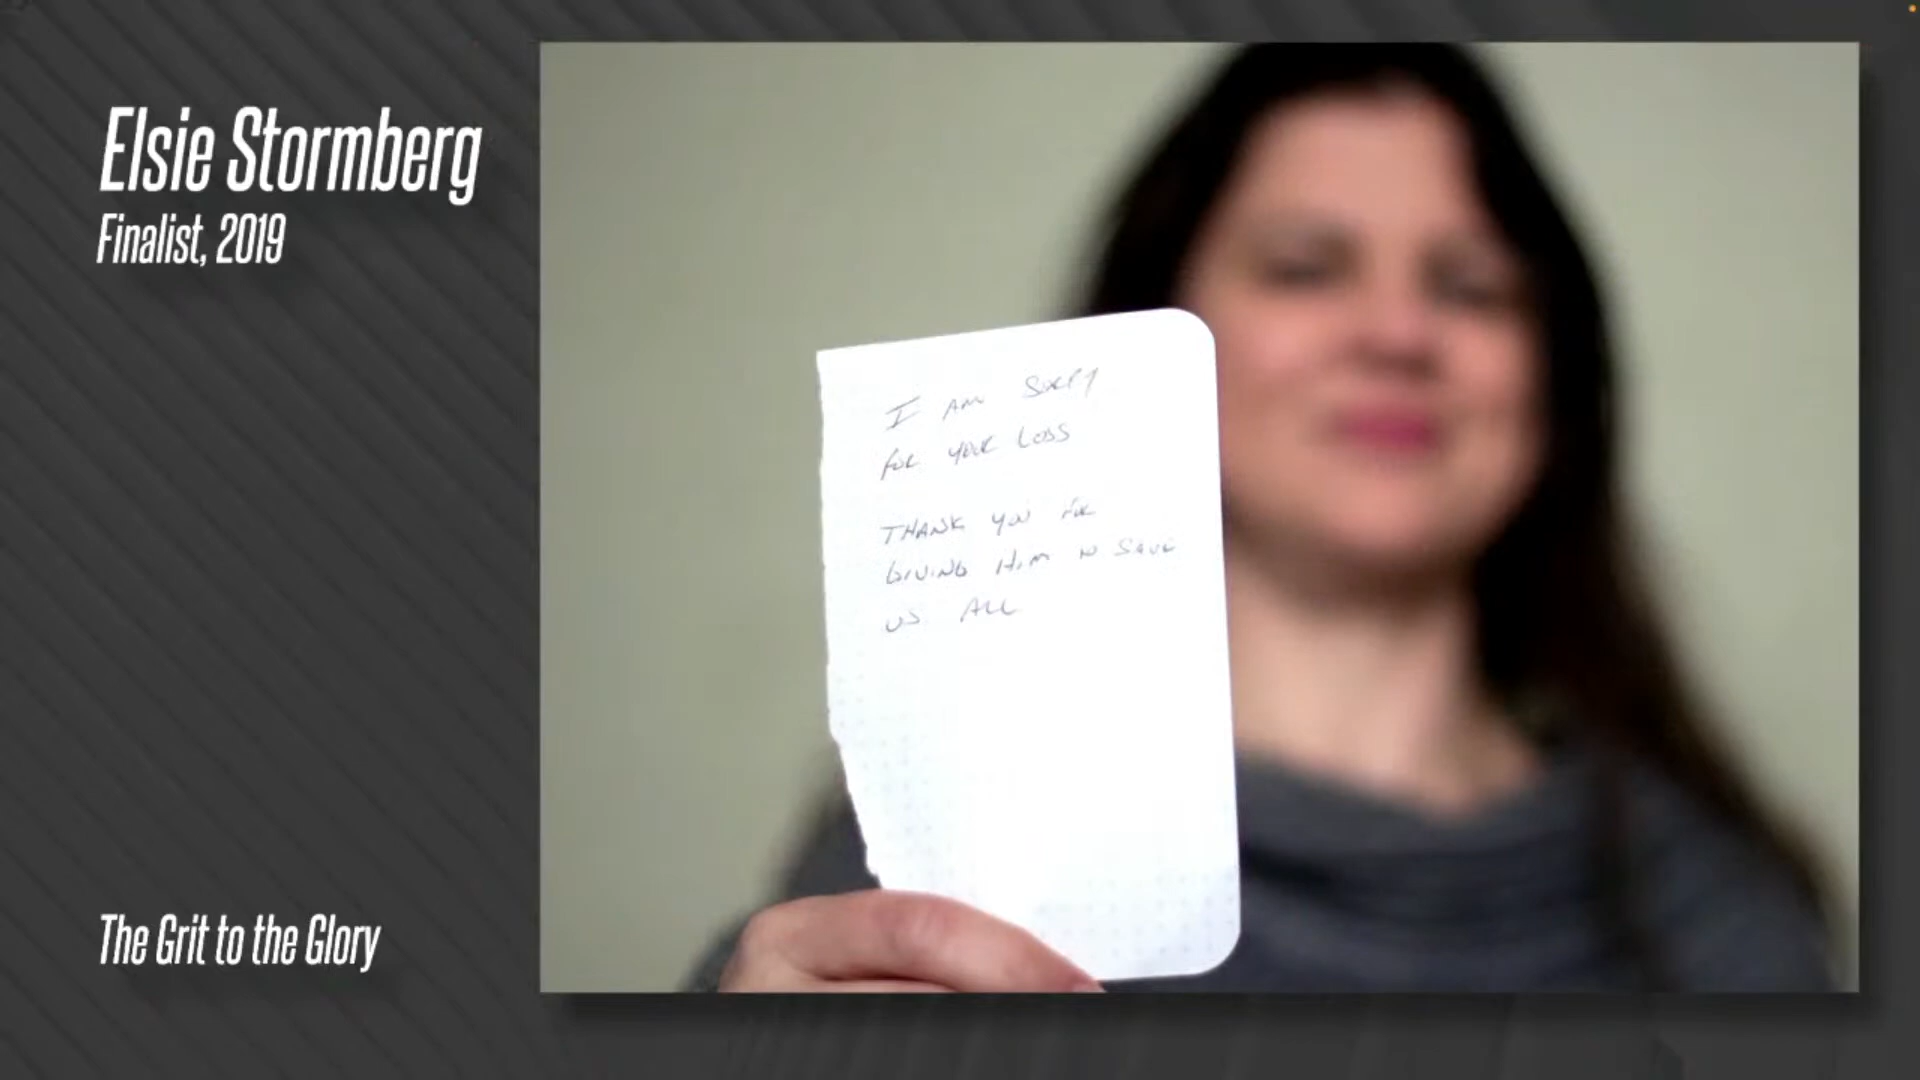 Elsie Stormberg
Finalist, 2019
I AM SORRY
FOR YOUR LOSS
THANK YOU FOR
GIVING HIM TO SAVE
US ALL
The Grit to the Glory